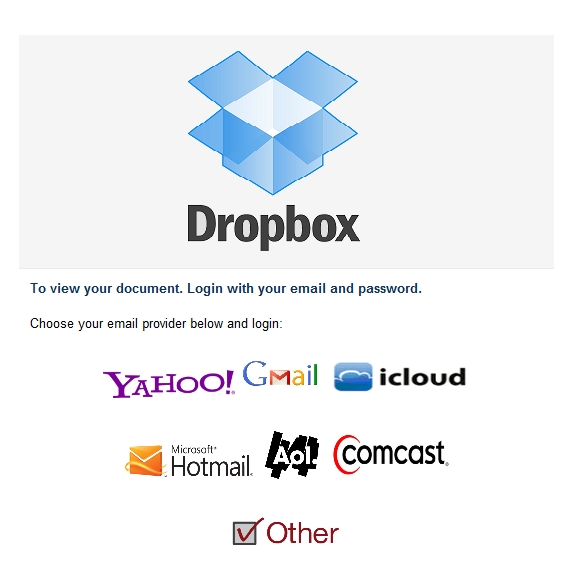 Dropbox
To view your document. Login with your email and password.
Choose your email provider below and login:
YAHOO!® Gmail icloud
Microsoft®
Hotmail® Aol. comcast®
Other